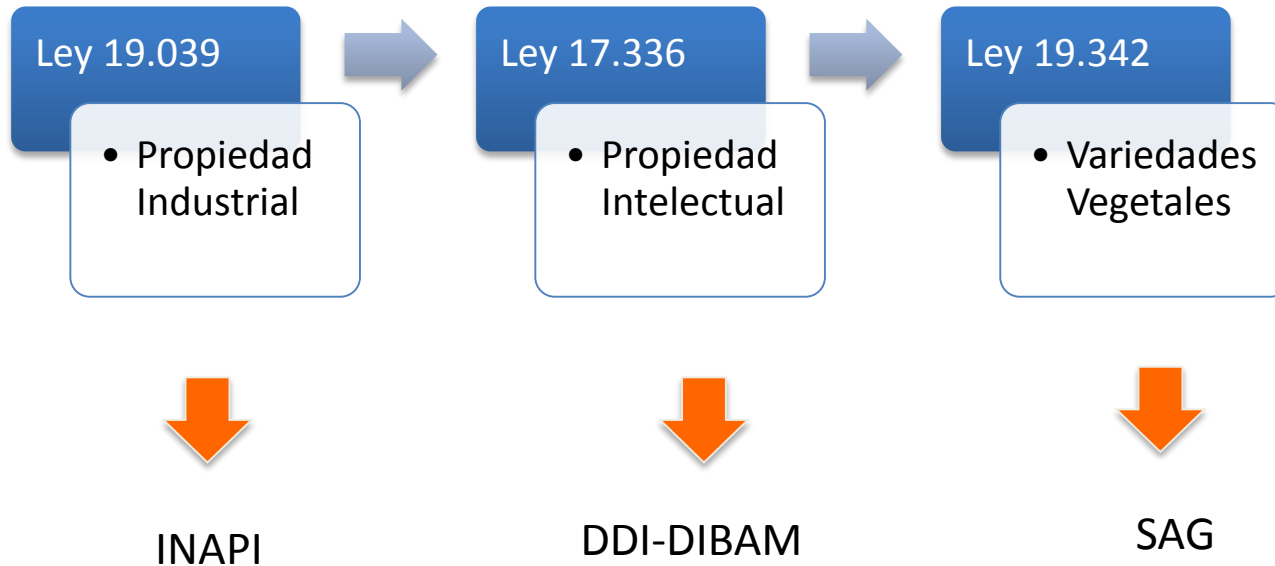 Ley 19.039
• Propiedad
Industrial
INAPI
Ley 17.336
• Propiedad
Intelectual
DDI-DIBAM
Ley 19.342
• Variedades
Vegetales
SAG